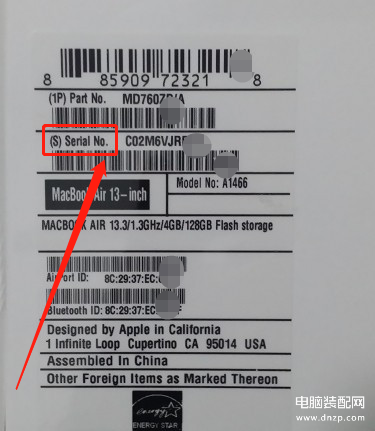 8 85909 72321 8
(1P) Part No. MD760ZP/A
(S) Serial No. C02M6VJR
MacBook Air 13-inch
Model No: A1466
MACBOOK AIR 13.3/1.3GHz/4GB/128GB Flash storage
Airport ID: 8C:29:37:EC:
Bluetooth ID: 8C:29:37:EC:
Designed by Apple in California
1 Infinite Loop Cupertino CA 95014 USA
Assembled In China
Other Foreign Items as Marked Thereon
energy
ENERGY STAR
电脑装配网
www.dnzp.com